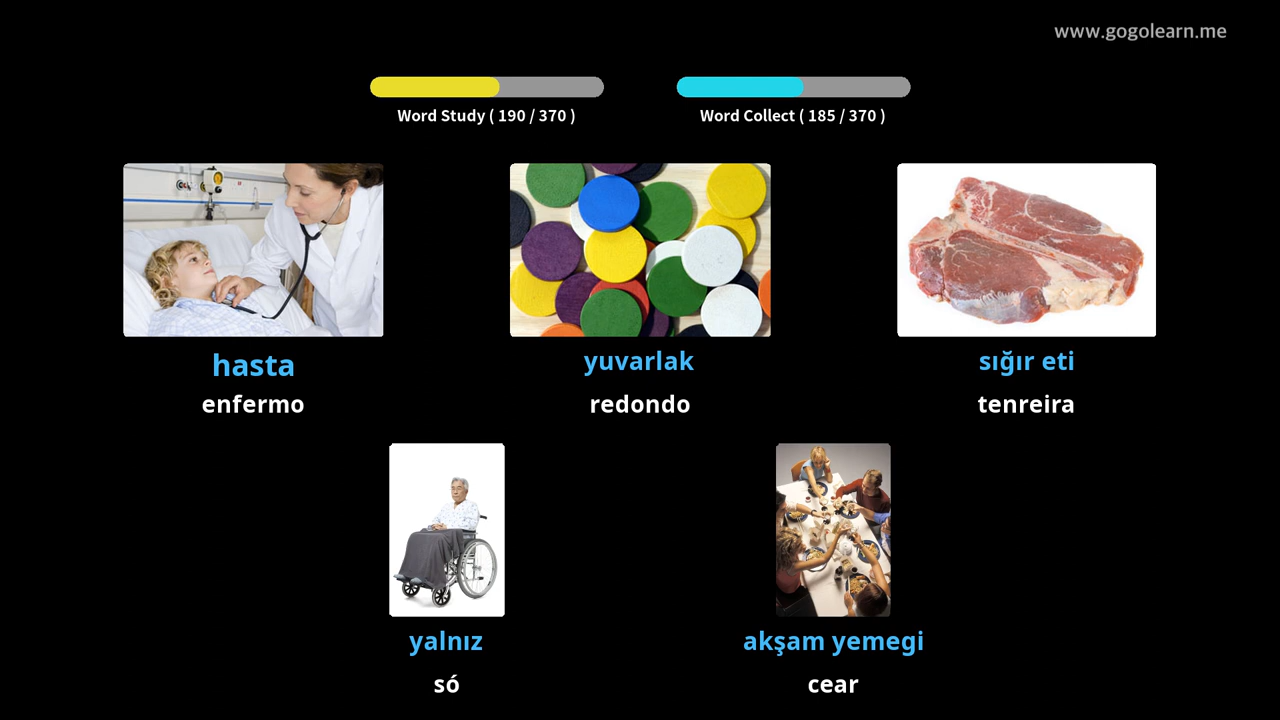 www.gogolearn.me
Word Study ( 190 / 370 )
Word Collect ( 185 / 370 )
hasta
enfermo
yuvarlak
redondo
sığır eti
tenreira
yalnız
só
akşam yemegi
cear